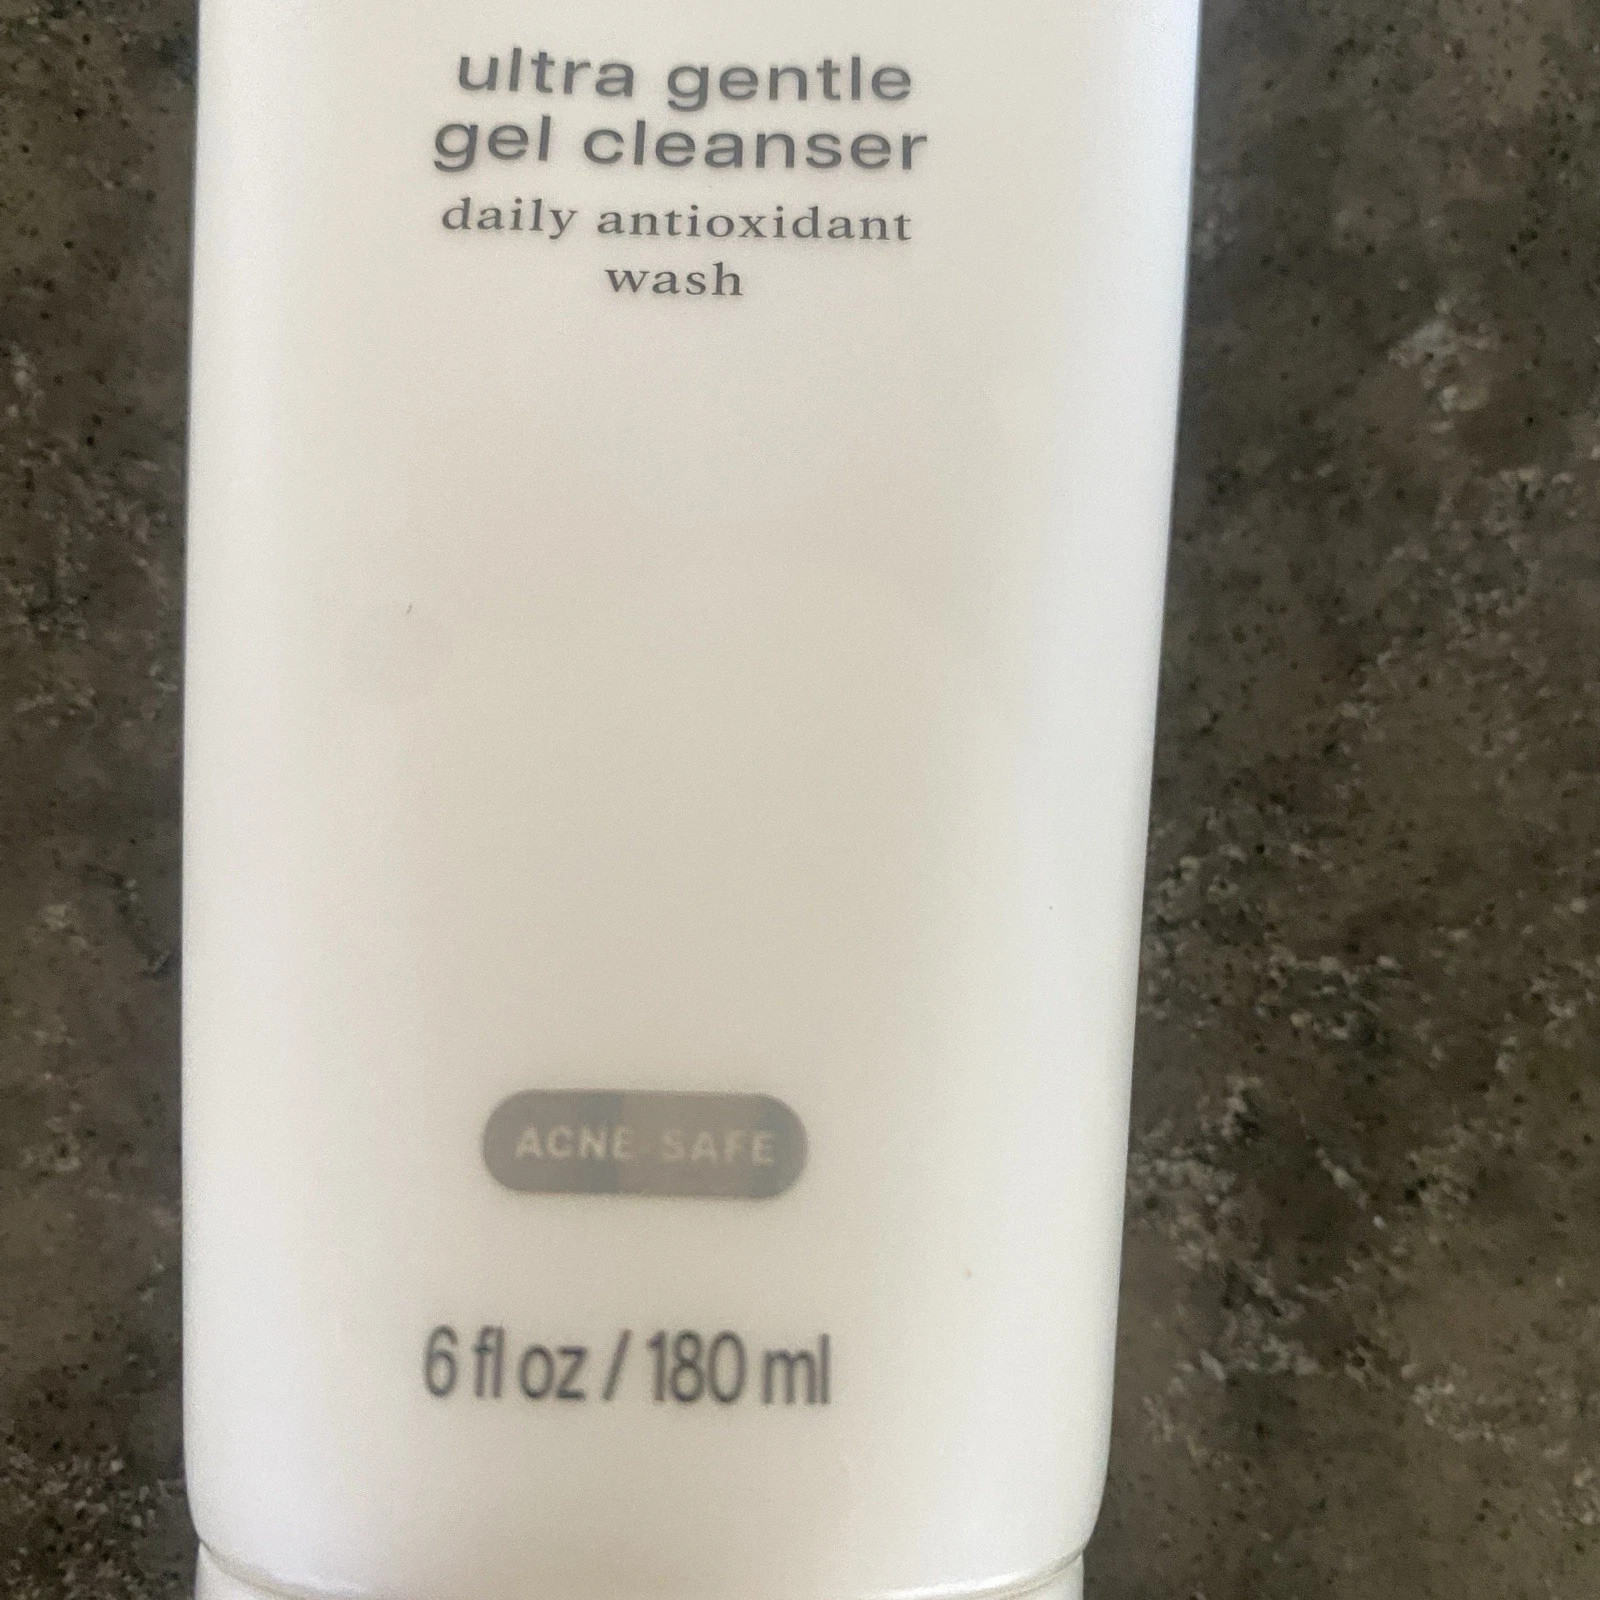 ultra gentle
gel cleanser
daily antioxidant
wash
ACNE-SAFE
6 fl oz / 180 ml